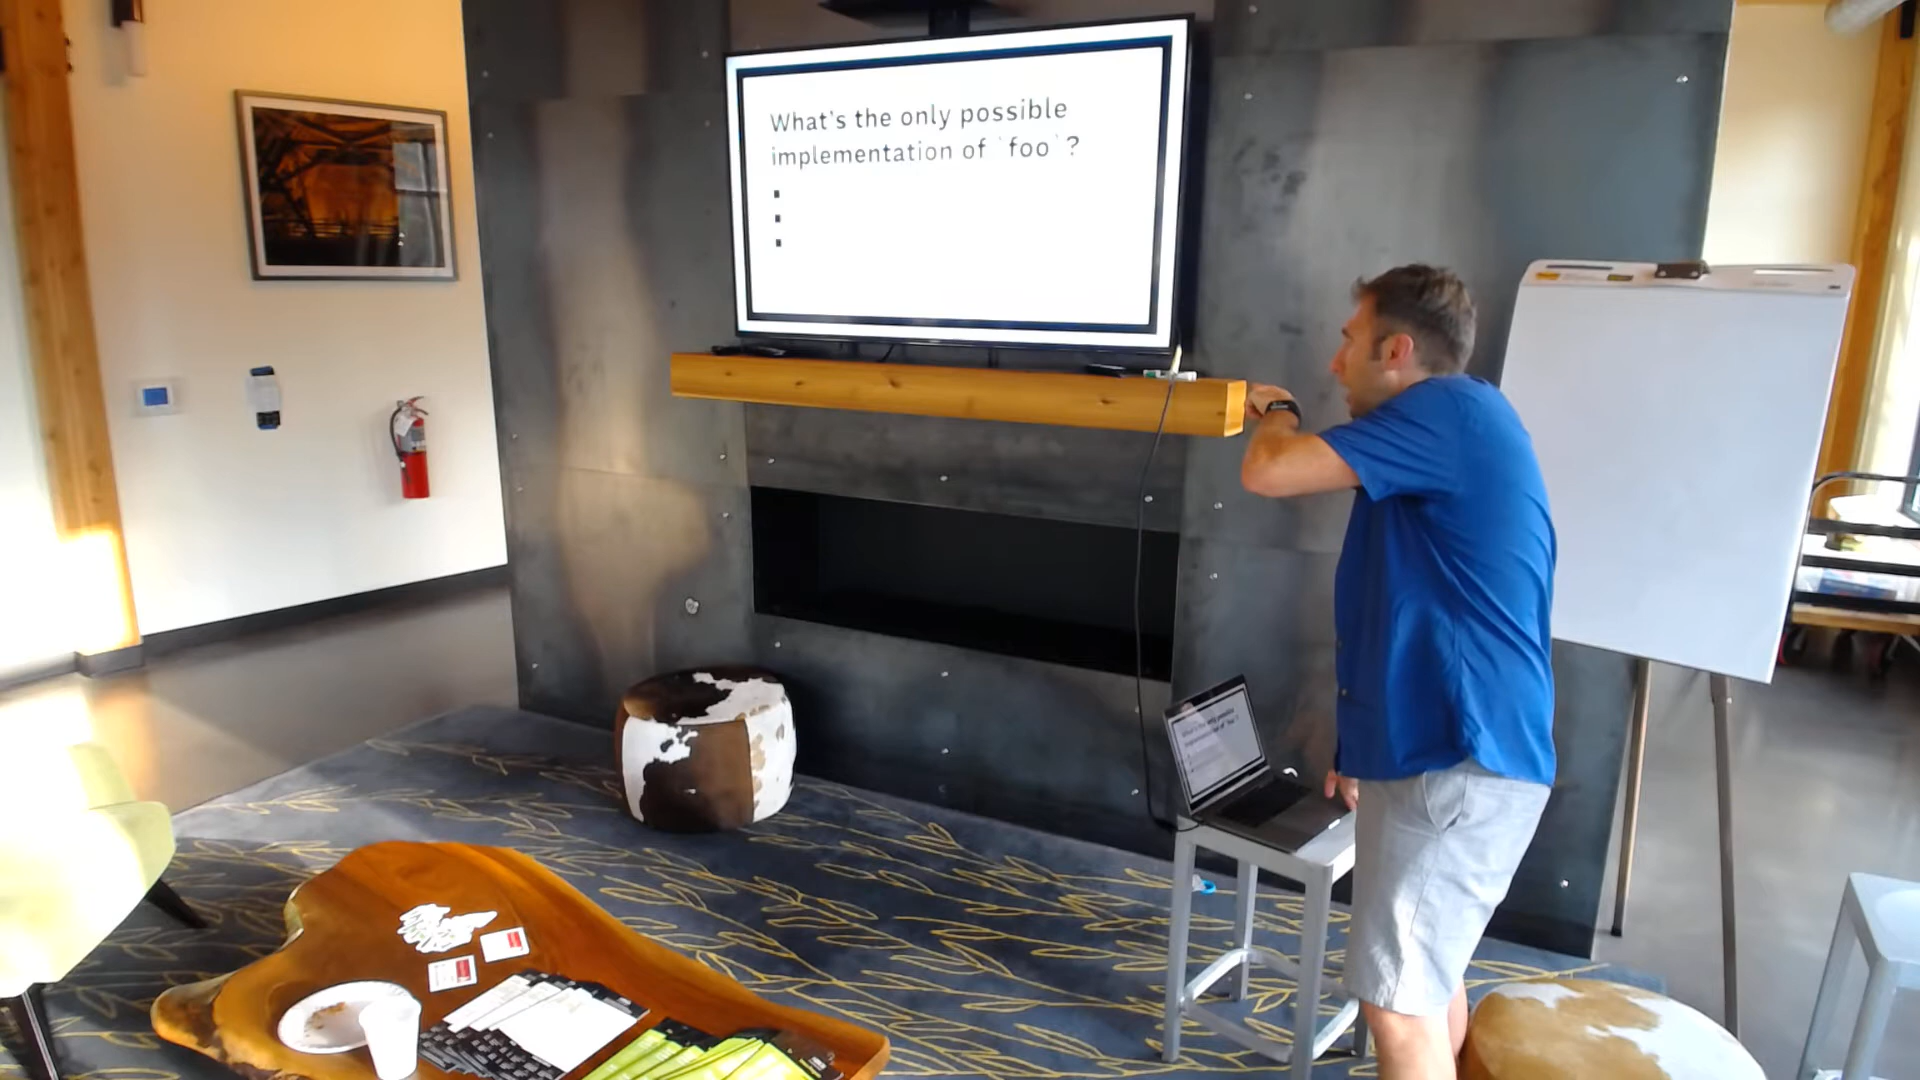 What's the only possible
implementation of `foo`?